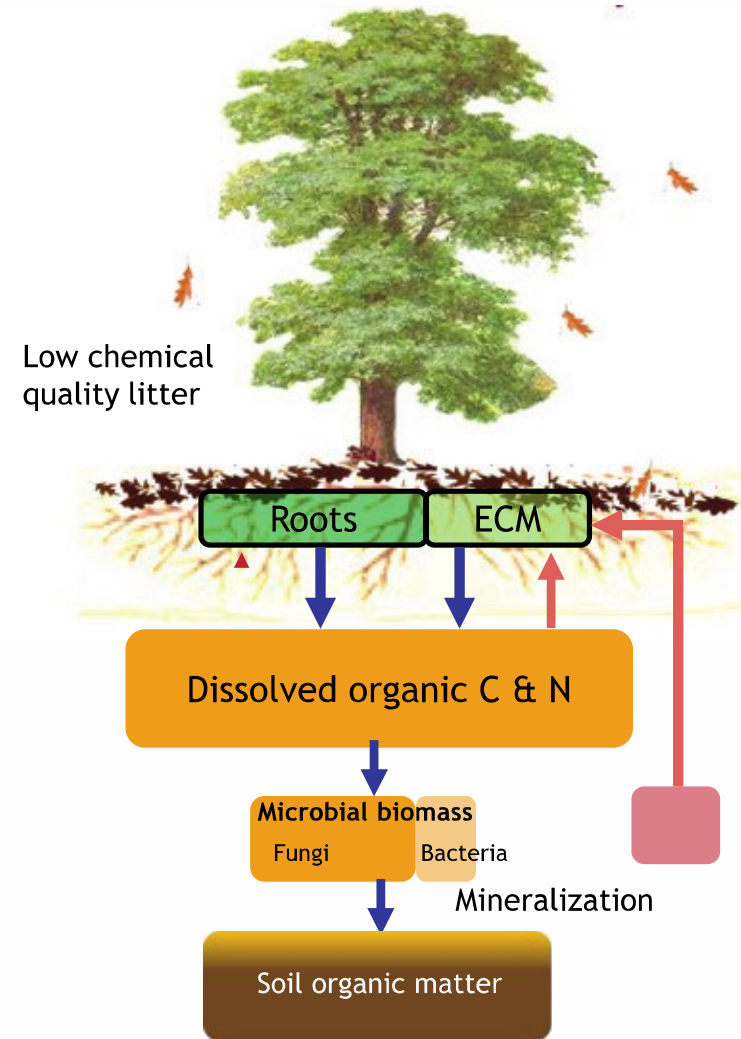 Low chemical
quality litter
Roots
ECM
Dissolved organic C & N
Microbial biomass
Fungi
Bacteria
Mineralization
Soil organic matter